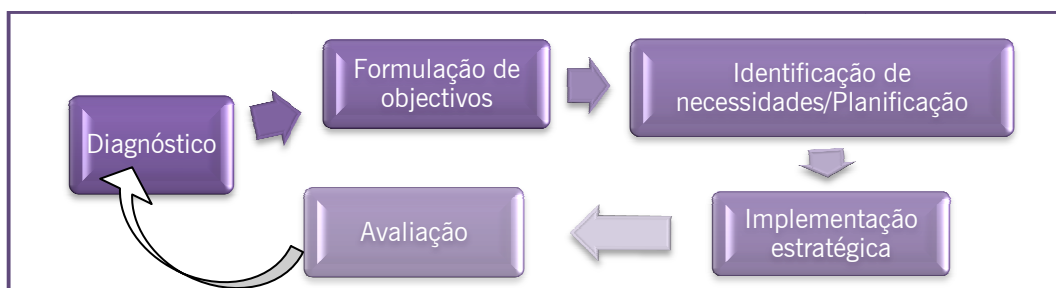 Diagnóstico
Formulação de
objectivos
Identificação de
necessidades/Planificação
Implementação
estratégica
Avaliação